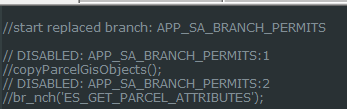 //start replaced branch: APP_SA_BRANCH_PERMITS
// DISABLED: APP_SA_BRANCH_PERMITS:1
//copyParcelGisObjects();
// DISABLED: APP_SA_BRANCH_PERMITS:2
//br_nch('ES_GET_PARCEL_ATTRIBUTES');